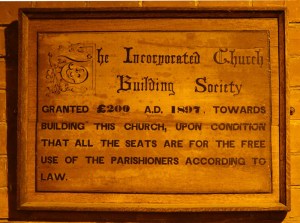 The Incorporated Church
Building Society
GRANTED £200 A.D. 1897, TOWARDS
BUILDING THIS CHURCH, UPON CONDITION
THAT ALL THE SEATS ARE FOR THE FREE
USE OF THE PARISHIONERS ACCORDING TO
LAW.